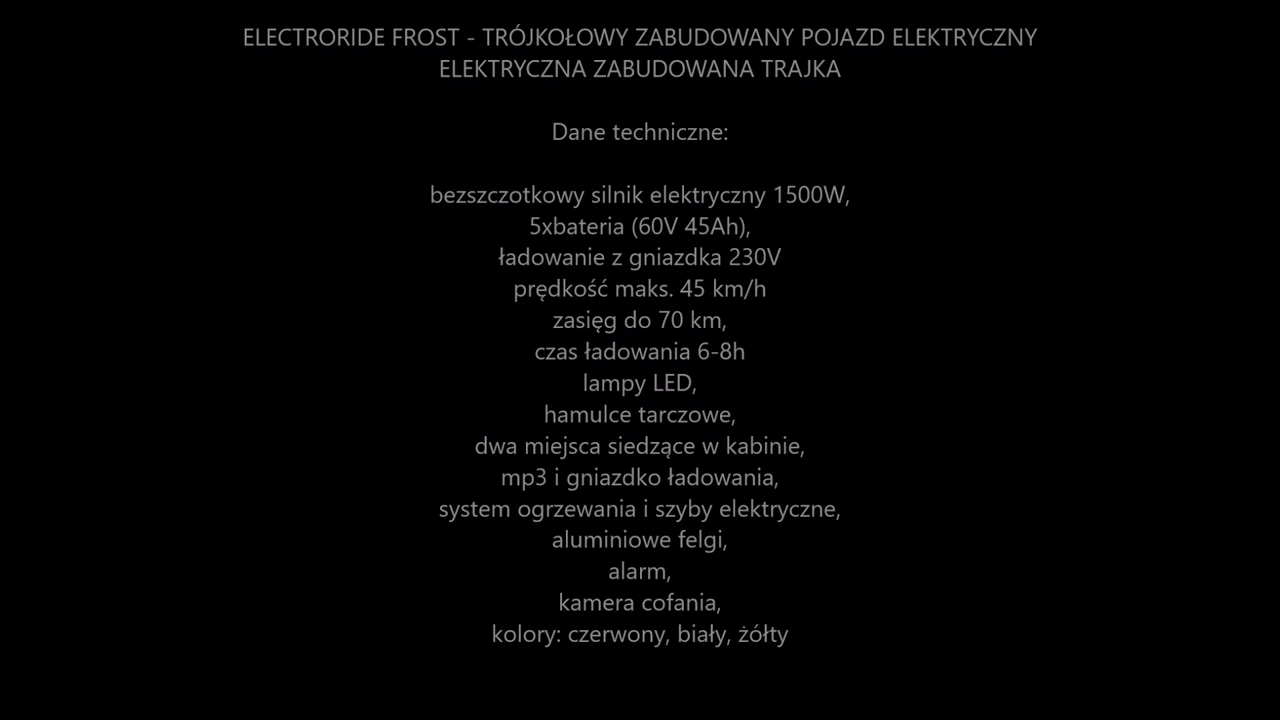 ELECTRORIDE FROST - TRÓJKOŁOWY ZABUDOWANY POJAZD ELEKTRYCZNY
ELEKTRYCZNA ZABUDOWANA TRAJKA
Dane techniczne:
bezszczotkowy silnik elektryczny 1500W,
5xbateria (60V 45Ah),
ładowanie z gniazdka 230V
prędkość maks. 45 km/h
zasięg do 70 km,
czas ładowania 6-8h
lampy LED,
hamulce tarczowe,
dwa miejsca siedzące w kabinie,
mp3 i gniazdko ładowania,
system ogrzewania i szyby elektryczne,
aluminiowe felgi,
alarm,
kamera cofania,
kolory: czerwony, biały, żółty